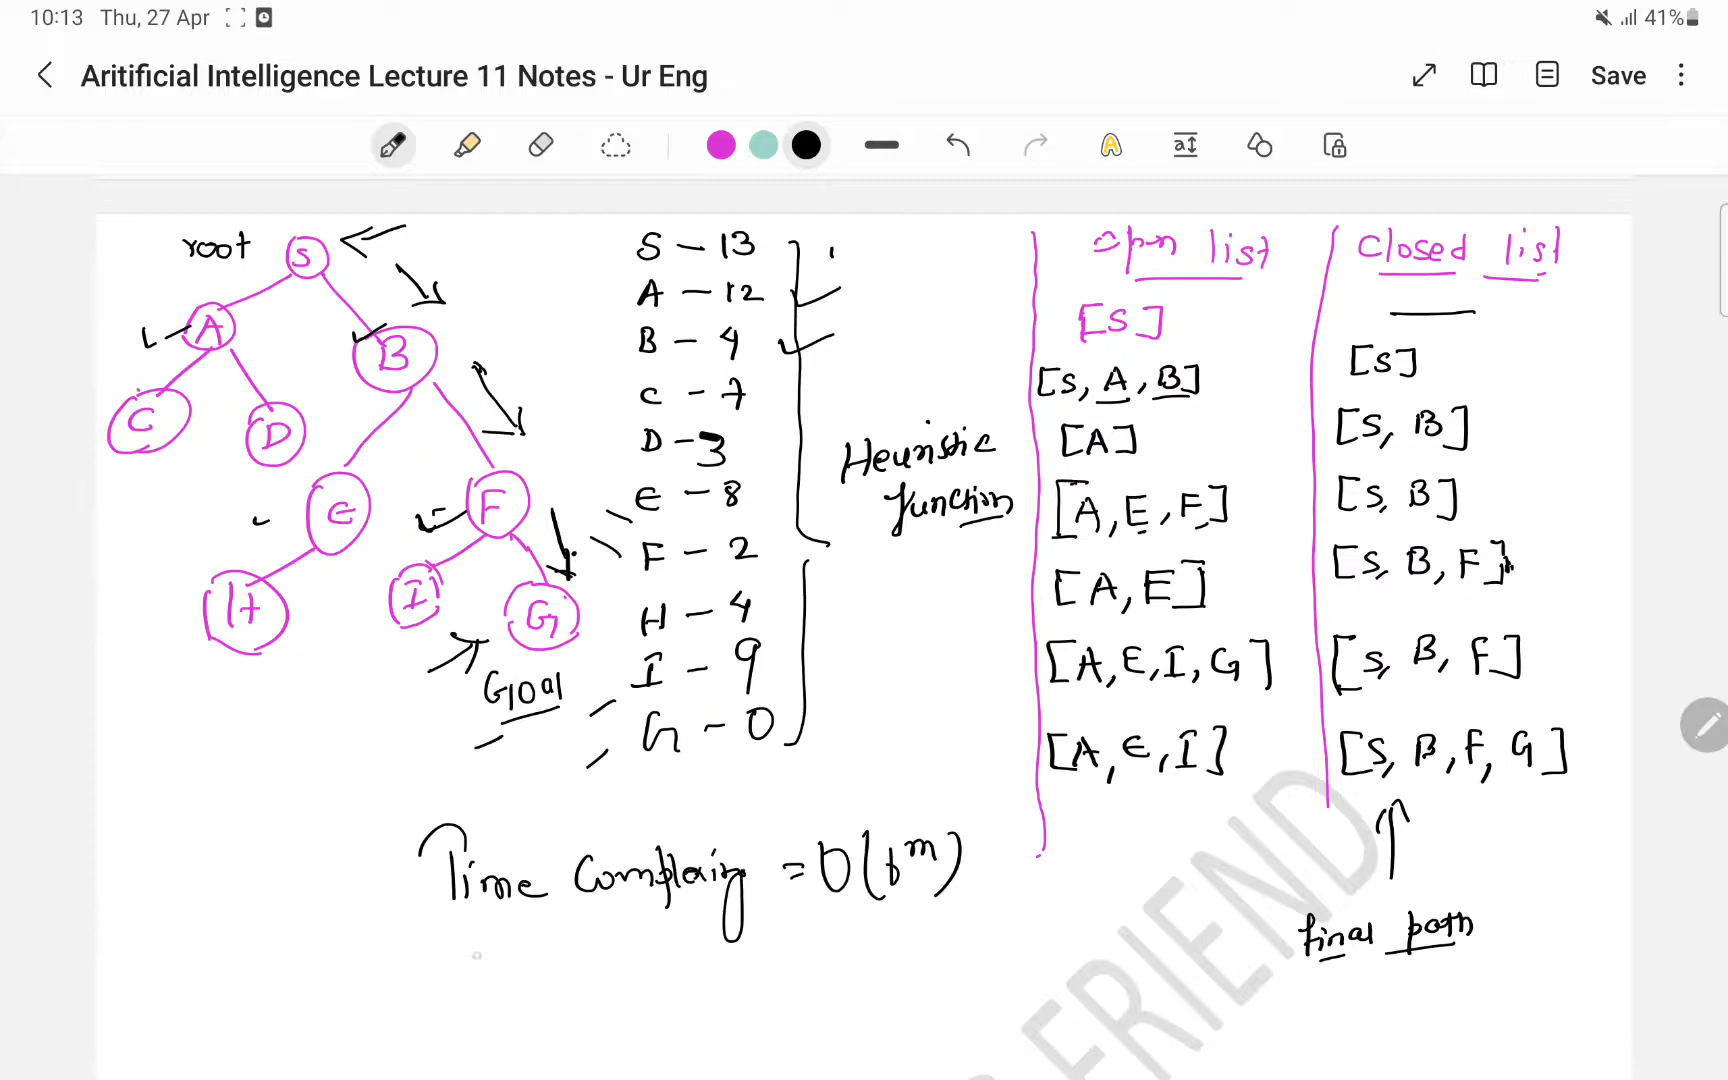 10:13 Thu, 27 Apr 41%
Aritificial Intelligence Lecture 11 Notes - Ur Eng
Save
root
S
A
B
C
D
E
F
H
I
G
Goal
S - 13
A - 12
B - 4
C - 7
D - 3
E - 8
F - 2
H - 4
I - 9
G - 0
Heuristic
function
Open list
[S]
[S, A, B]
[A]
[A, E, F]
[A, E]
[A, E, I, G]
[A, E, I]
Closed list
[S]
[S, B]
[S, B]
[S, B, F]
[S, B, F]
[S, B, F, G]
final path
Time = O(b^m)
FRIEND